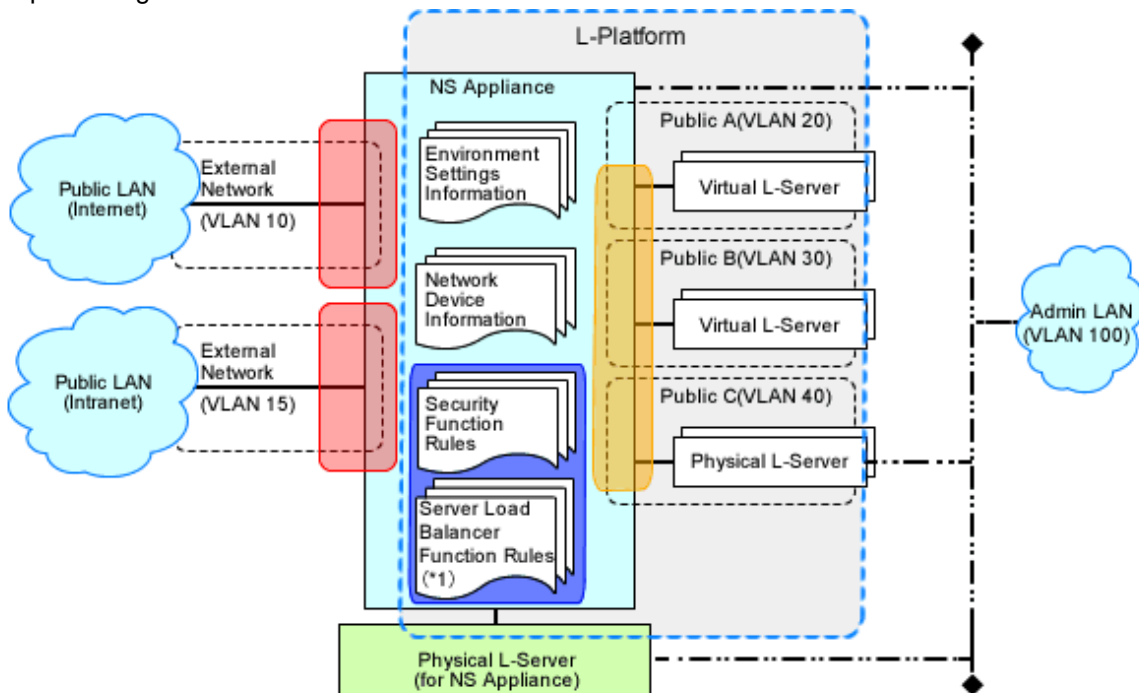 L-Platform
NS Appliance
Environment
Settings
Information
Network
Device
Information
Security
Function
Rules
Server Load
Balancer
Function Rules
(*1)
Public LAN
(Internet)
External
Network
(VLAN 10)
Public LAN
(Intranet)
External
Network
(VLAN 15)
Public A(VLAN 20)
Virtual L-Server
Public B(VLAN 30)
Virtual L-Server
Public C(VLAN 40)
Physical L-Server
Admin LAN
(VLAN 100)
Physical L-Server
(for NS Appliance)